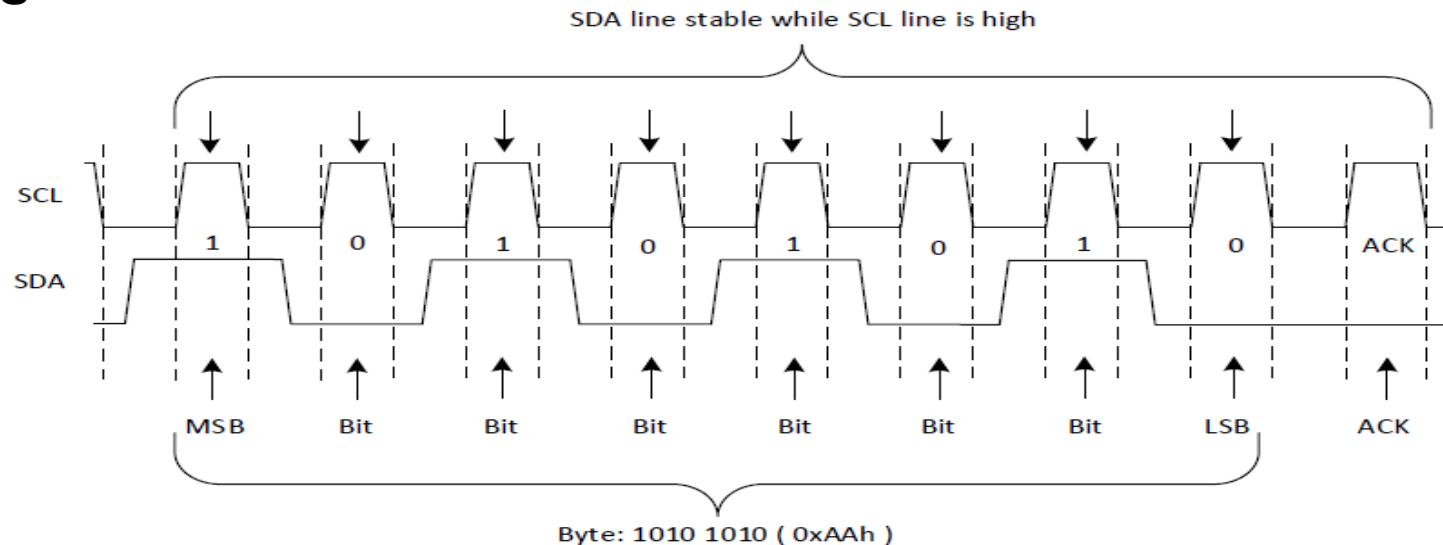 SDA line stable while SCL line is high
SCL
1 0 1 0 1 0 1 0 ACK
SDA
MSB Bit Bit Bit Bit Bit Bit LSB ACK
Byte: 1010 1010 ( 0xAAh )